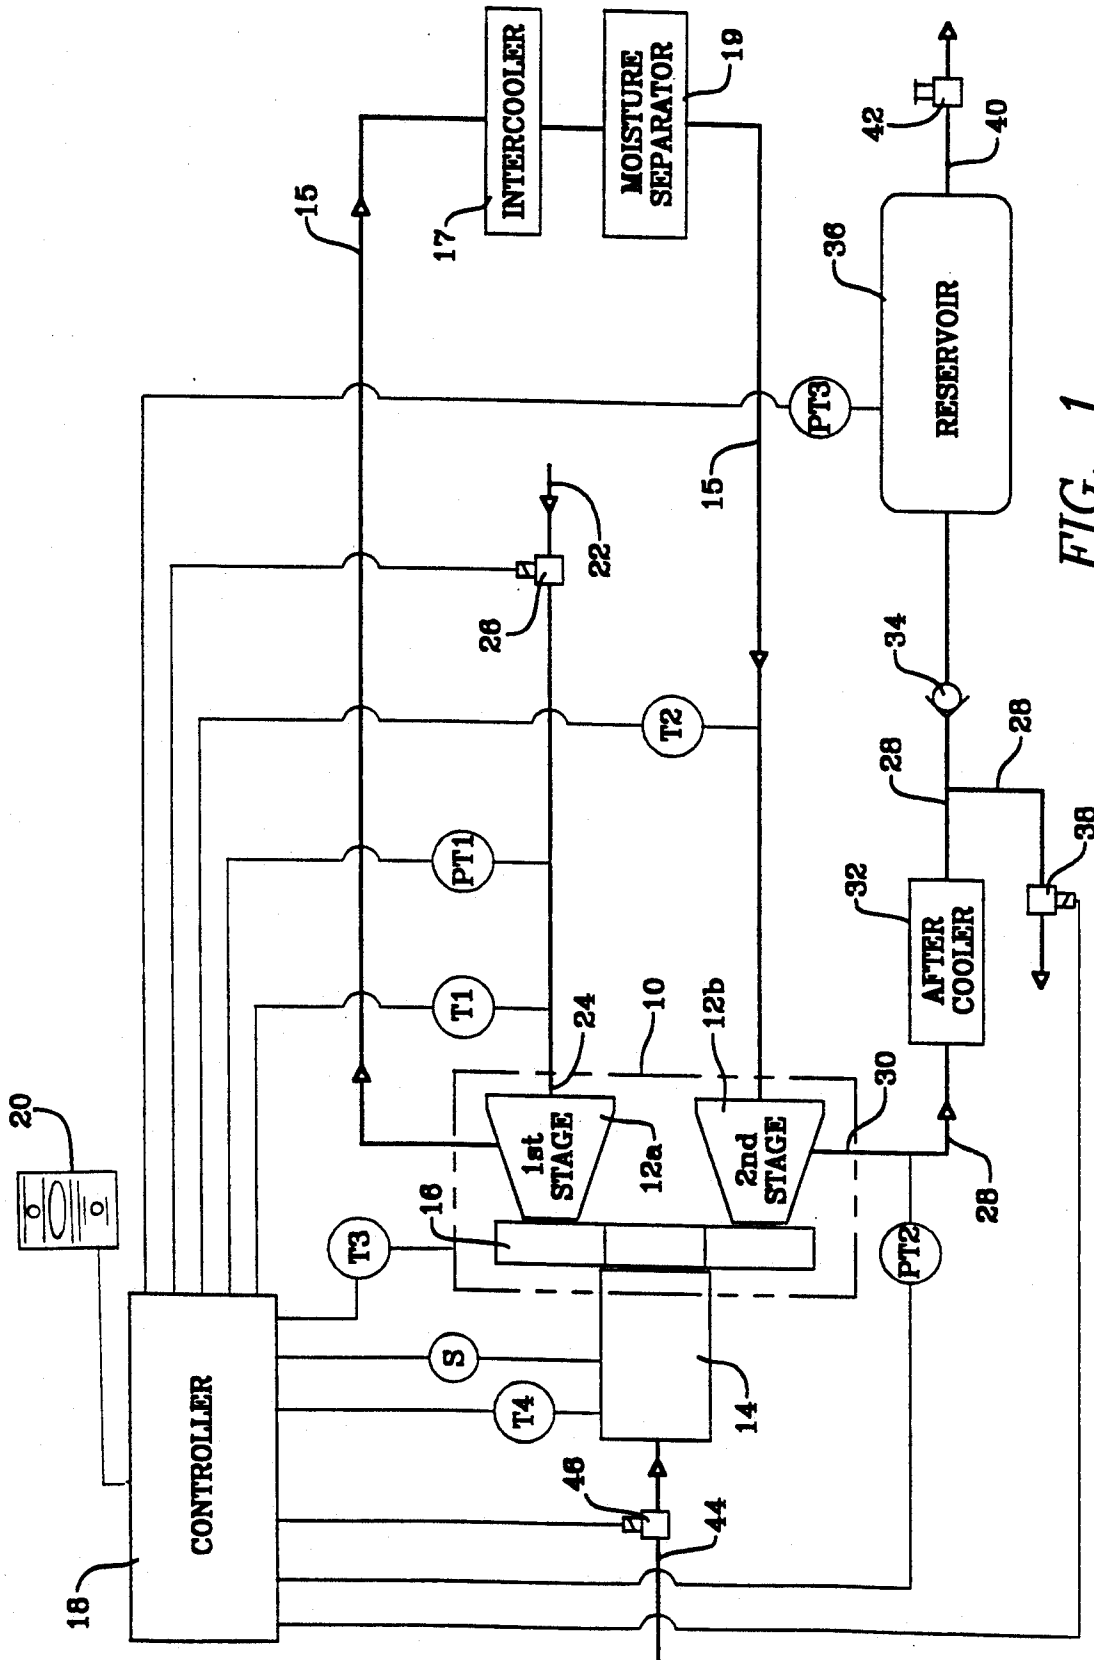 20
18
CONTROLLER
15
INTERCOOLER
17
MOISTURE
SEPARATOR
19
22
26
PT1
T1
T2
T3
S
T4
PT3
15
24
10
16
1st
STAGE
12a
2nd
STAGE
12b
14
46
44
30
28
PT2
AFTER
COOLER
32
28
28
38
34
RESERVOIR
36
40
42
FIG. 1